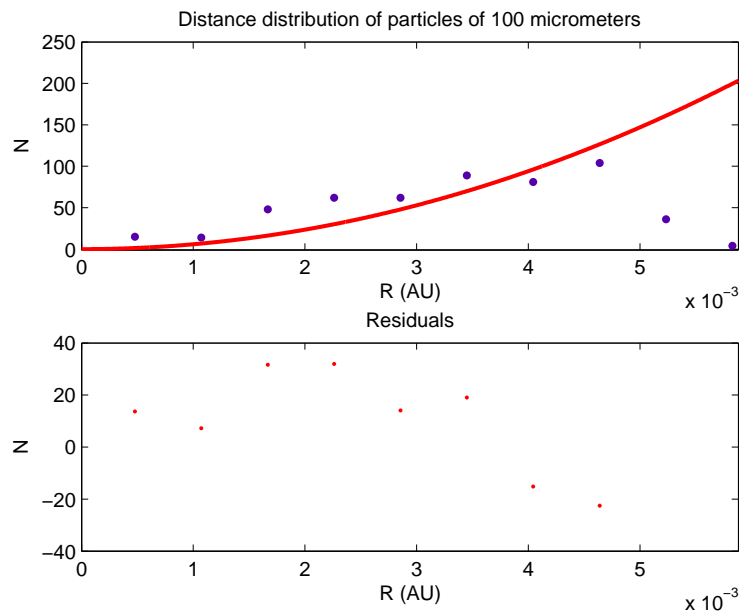 Distance distribution of particles of 100 micrometers
250
200
150
100
50
0
N
0 1 2 3 4 5
R (AU)
x 10⁻³
Residuals
40
20
0
−20
−40
N
0 1 2 3 4 5
R (AU)
x 10⁻³